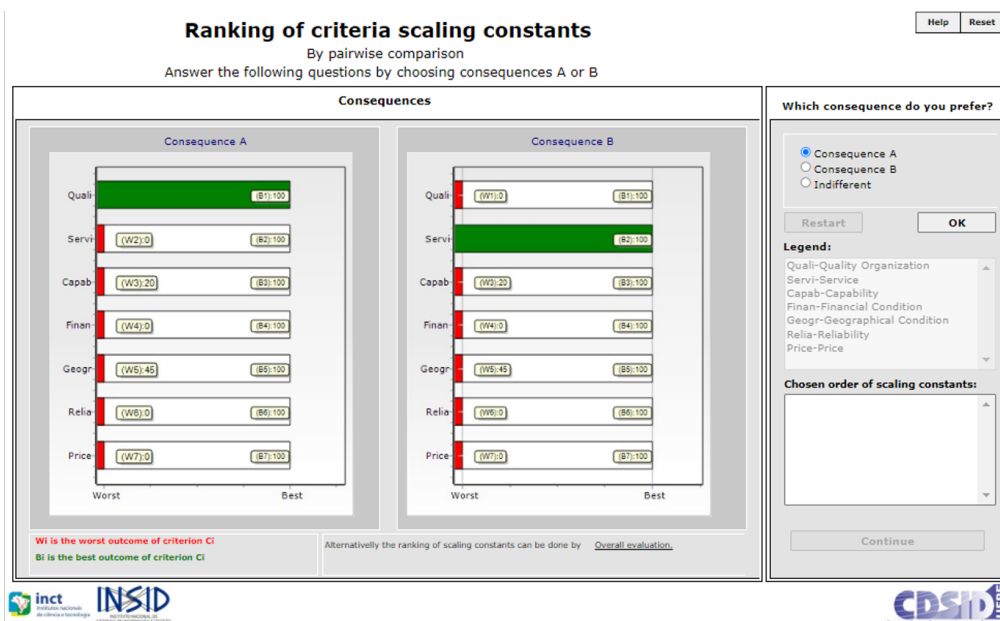 Ranking of criteria scaling constants
By pairwise comparison
Answer the following questions by choosing consequences A or B
Help
Reset
Consequences
Consequence A
Quali
(B1):100
Servi
(W2):0
(B2):100
Capab
(W3):20
(B3):100
Finan
(W4):0
(B4):100
Geogr
(W5):45
(B5):100
Relia
(W6):0
(B6):100
Price
(W7):0
(B7):100
Worst
Best
Consequence B
Quali
(W1):0
(B1):100
Servi
(B2):100
Capab
(W3):20
(B3):100
Finan
(W4):0
(B4):100
Geogr
(W5):45
(B5):100
Relia
(W6):0
(B6):100
Price
(W7):0
(B7):100
Worst
Best
Wi is the worst outcome of criterion Ci
Bi is the best outcome of criterion Ci
Alternativelly the ranking of scaling constants can be done by Overall evaluation.
Which consequence do you prefer?
Consequence A
Consequence B
Indifferent
Restart
OK
Legend:
Quali-Quality Organization
Servi-Service
Capab-Capability
Finan-Financial Condition
Geogr-Geographical Condition
Relia-Reliability
Price-Price
Chosen order of scaling constants:
Continue
inct
institutos nacionais
de ciência e tecnologia
INSID
CDSID